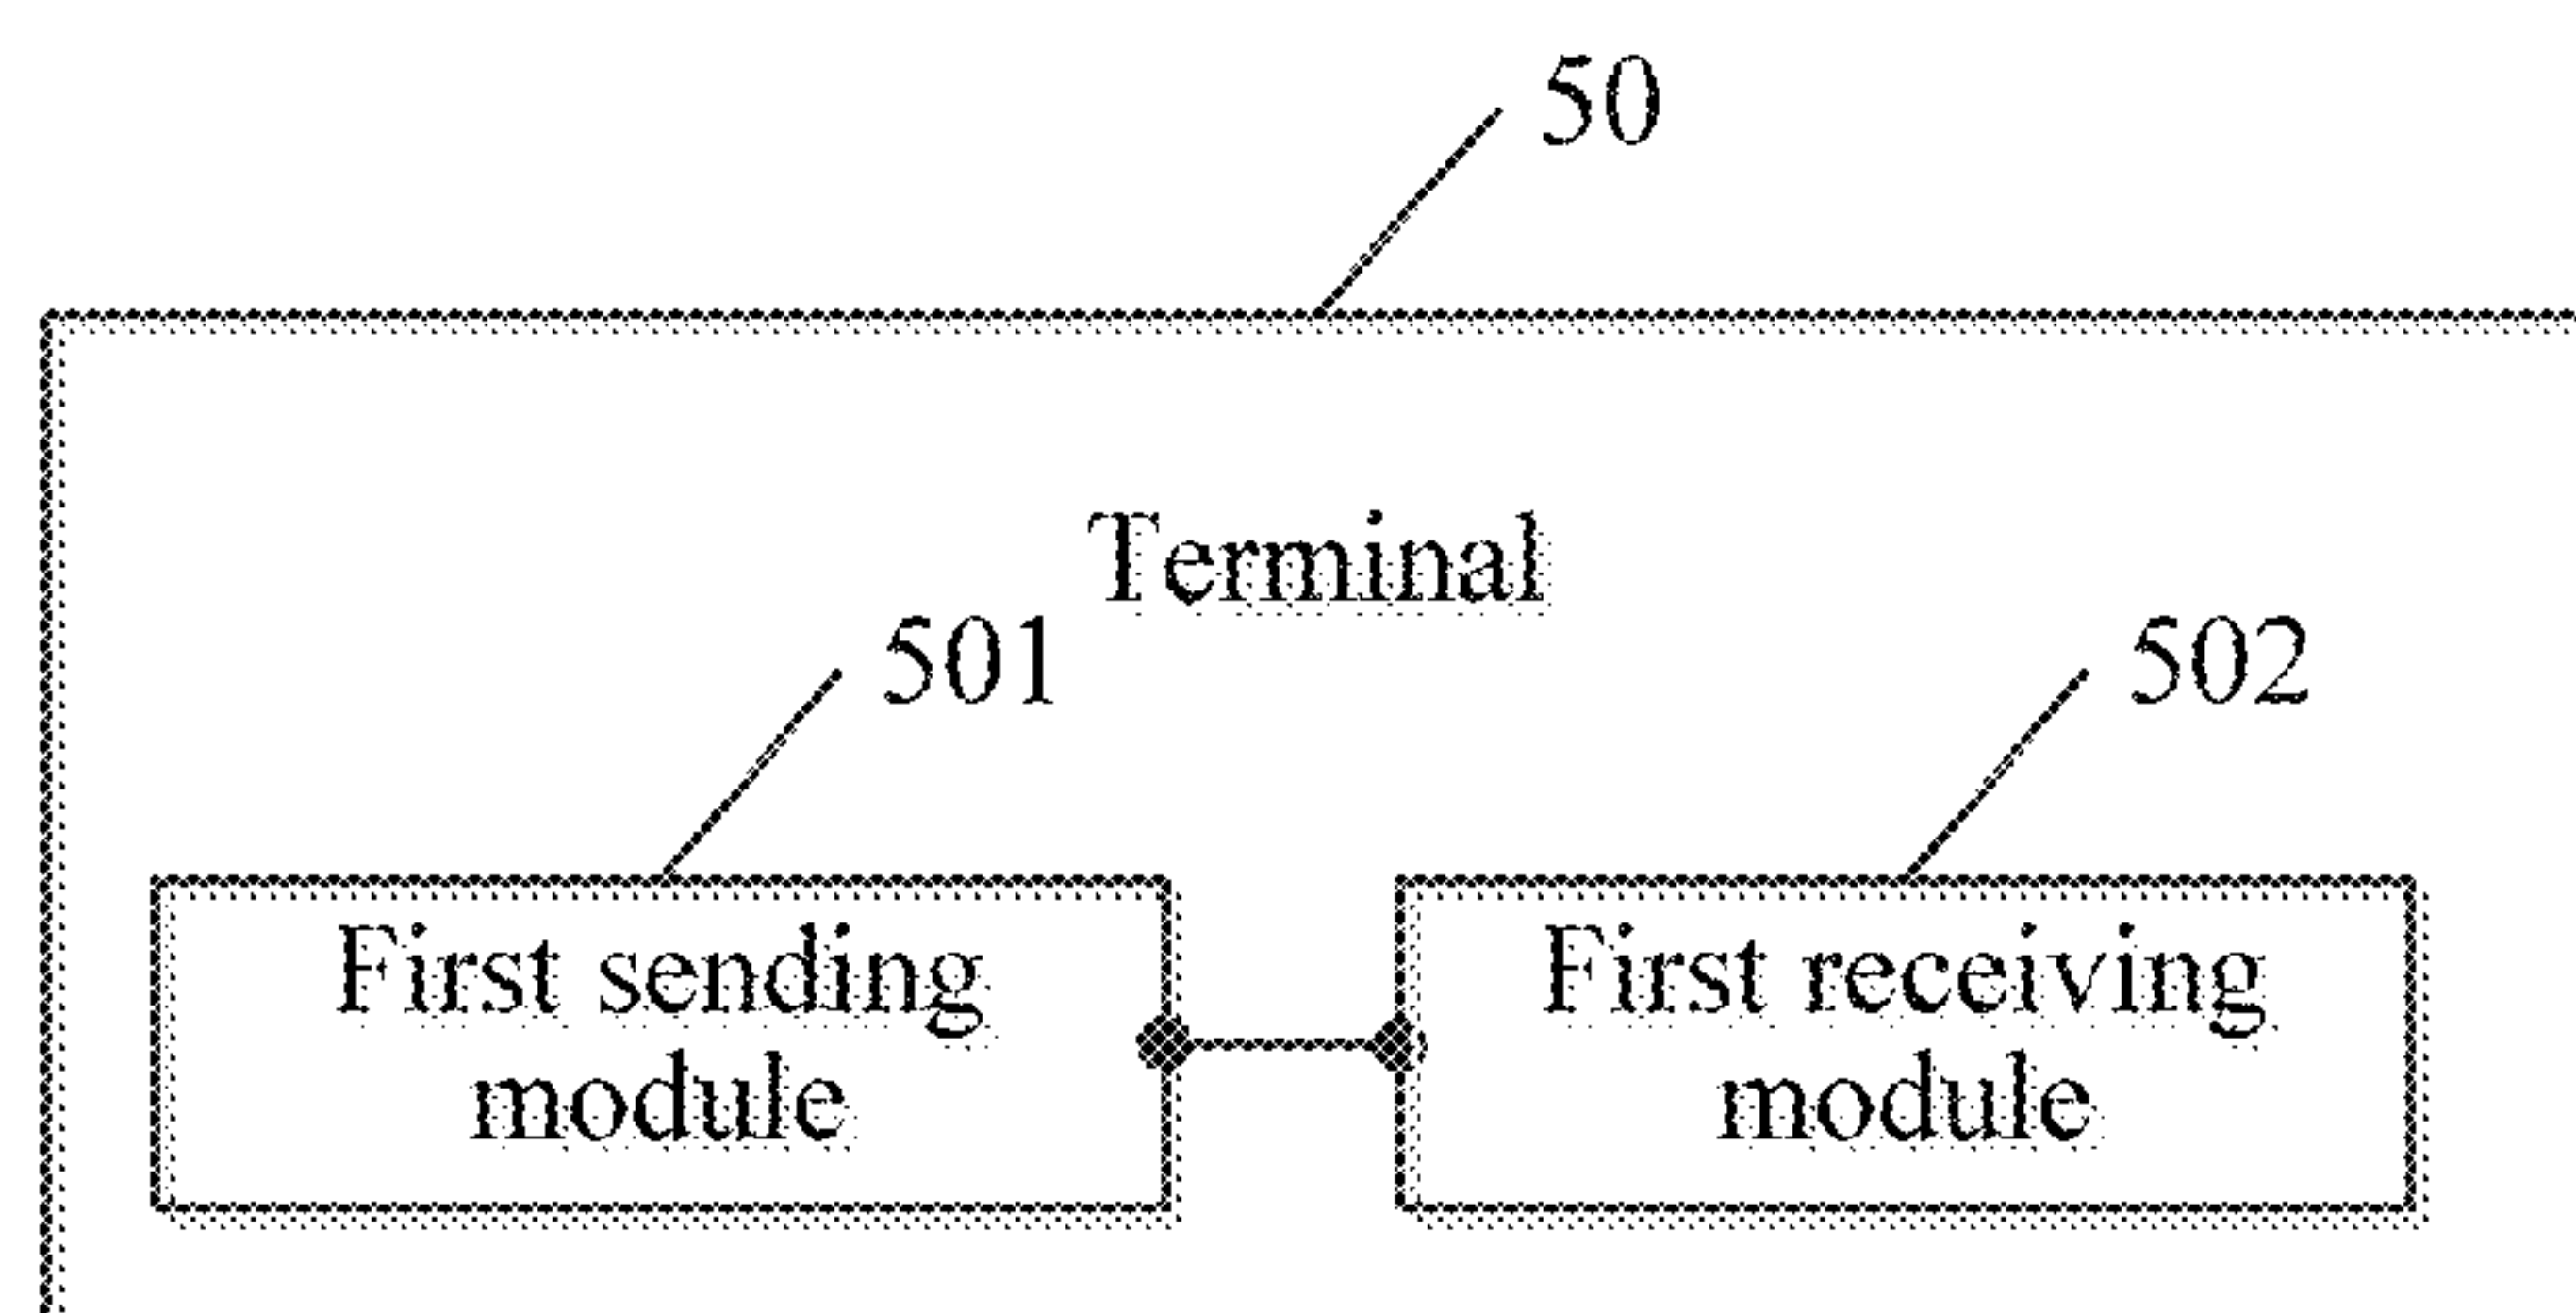 50
Terminal
501
502
First sending
module
First receiving
module